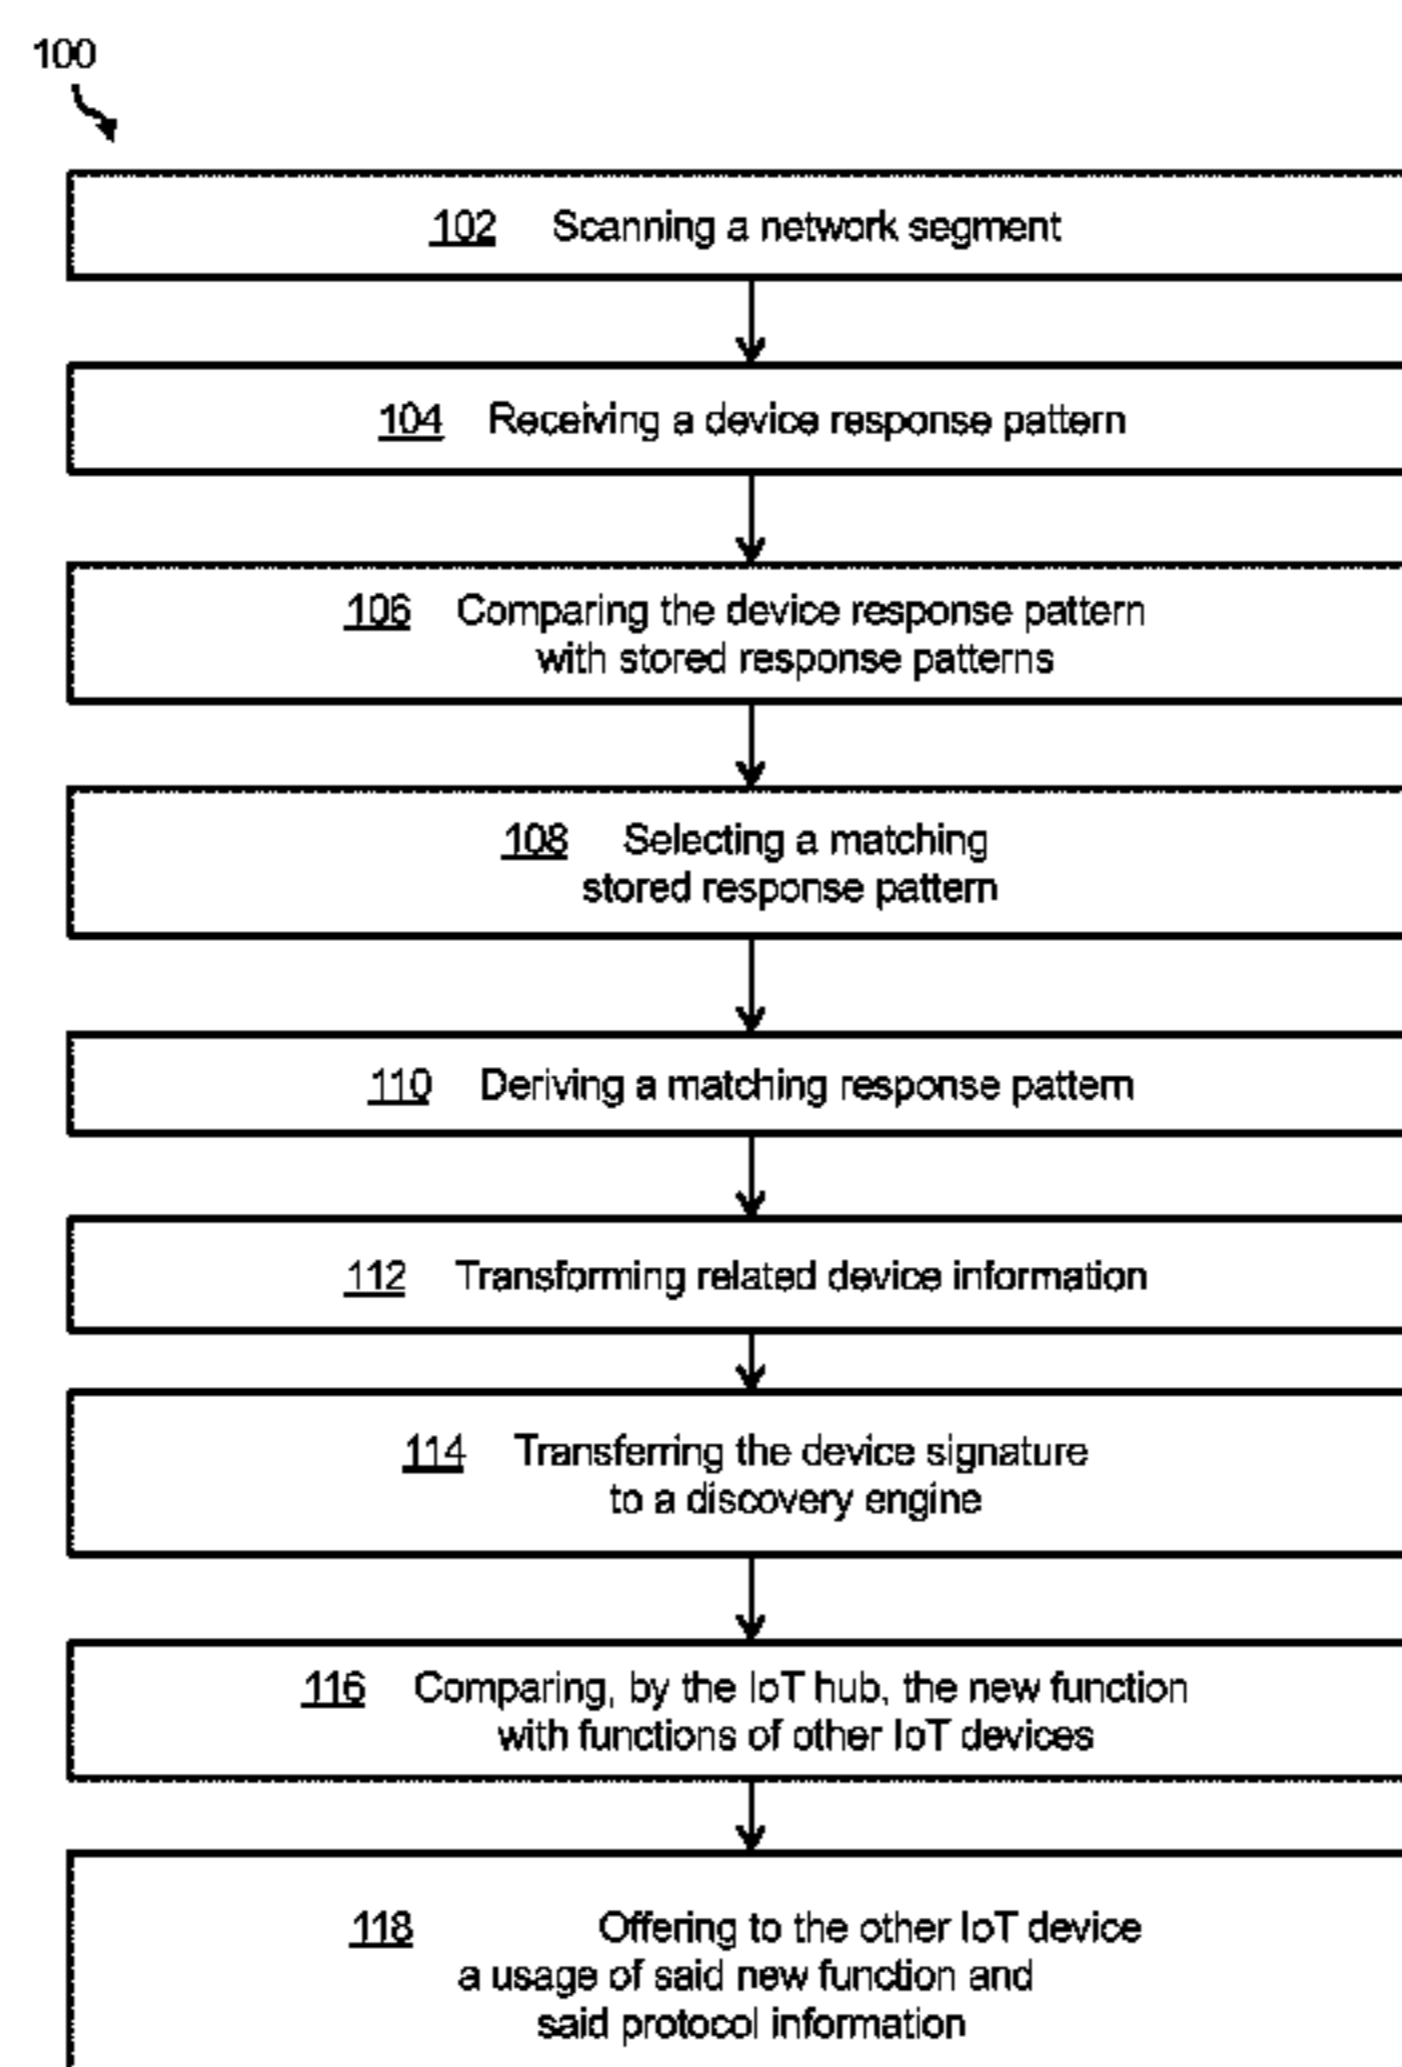 100
102 Scanning a network segment
104 Receiving a device response pattern
106 Comparing the device response pattern
with stored response patterns
108 Selecting a matching
stored response pattern
110 Deriving a matching response pattern
112 Transforming related device information
114 Transferring the device signature
to a discovery engine
116 Comparing, by the IoT hub, the new function
with functions of other IoT devices
118 Offering to the other IoT device
a usage of said new function and
said protocol information